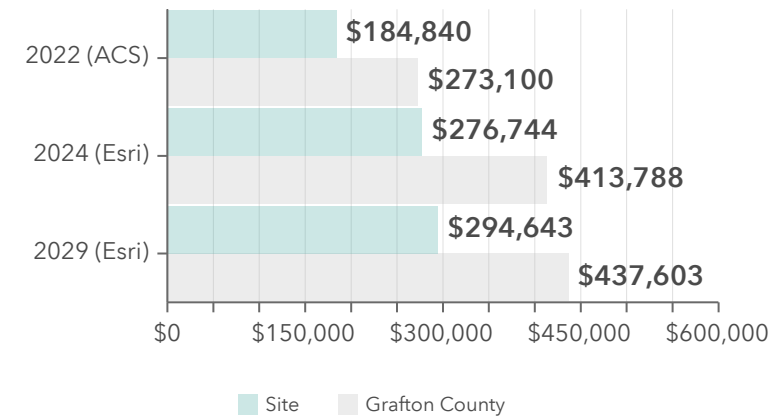 $184,840
2022 (ACS)
$273,100
$276,744
2024 (Esri)
$413,788
$294,643
2029 (Esri)
$437,603
$0 $150,000 $300,000 $450,000 $600,000
Site Grafton County